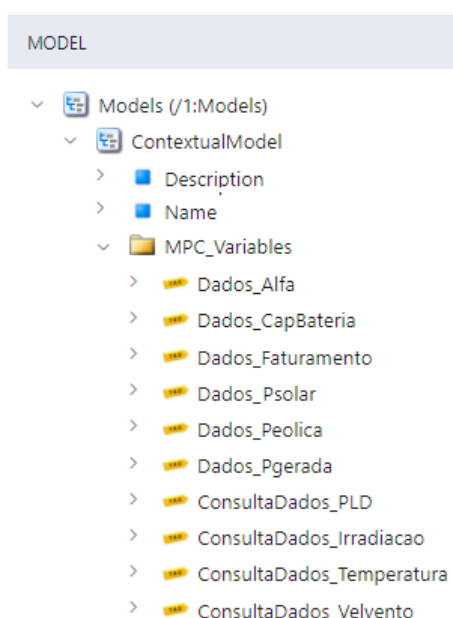 MODEL
Models (/1:Models)
ContextualModel
Description
Name
MPC_Variables
Dados_Alfa
Dados_CapBateria
Dados_Faturamento
Dados_Psolar
Dados_Peolica
Dados_Pgerada
ConsultaDados_PLD
ConsultaDados_Irradiacao
ConsultaDados_Temperatura
ConsultaDados_Velvento